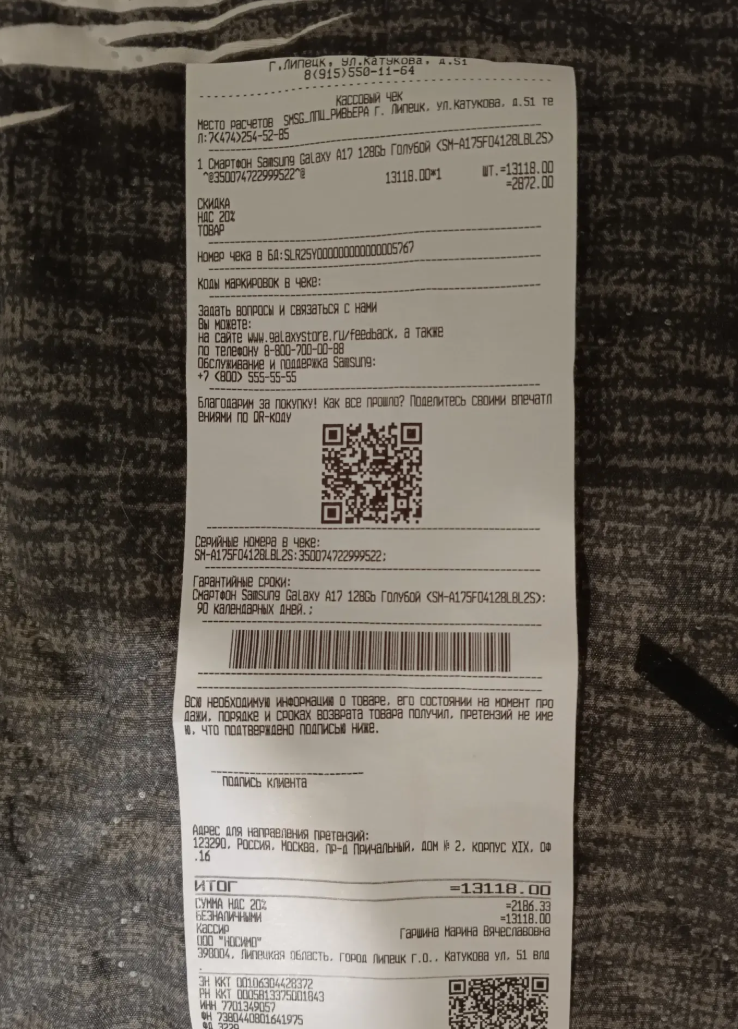 Г.Липецк, ул.Катукова, д.51
8(915)550-11-64
КАССОВЫЙ ЧЕК
Место расчетов SMSG_ЛПЦ_РИВЬЕРА Г. Липецк, ул.Катукова, д.51 те
л:7(474)254-52-85
1 Смартфон Samsung Galaxy A17 128Gb Голубой <SM-A175F04128LBL2S>
^@350074722999522^@ 13118.00*1 ШТ.=13118.00
=2872.00
СКИДКА
НДС 20%
ТОВАР
Номер чека в БД:SLR25Y000000000000005767
Коды маркировок в чеке:
Задать вопросы и связаться с нами
Вы можете:
на сайте www.galaxystore.ru/feedback, а также
по телефону 8-800-700-00-88
Обслуживание и поддержка Samsung:
+7 <800> 555-55-55
Благодарим за покупку! Как все прошло? Поделитесь своими впечатл
ениями по QR-коду
Серийные номера в чеке:
SM-A175F04128LBL2S:350074722999522;
Гарантийные сроки:
Смартфон Samsung Galaxy A17 128Gb Голубой <SM-A175F04128LBL2S>:
90 календарных дней.;
Всю необходимую информацию о товаре, его состоянии на момент про
дажи, порядке и сроках возврата товара получил, претензий не име
ю, что подтверждено подписью ниже.
подпись клиента
Адрес для направления претензий:
123290, Россия, Москва, пр-д Причальный, дом № 2, корпус XIX, оф
.16
ИТОГ =13118.00
СУММА НДС 20% =2186.33
БЕЗНАЛИЧНЫМИ =13118.00
Кассир Гаршина Марина Вячеславовна
ООО "НОСИМО"
398004, Липецкая область, город Липецк Г.О., Катукова ул, 51 влд
.
ЗН ККТ 00106304428372
РН ККТ 0005813375001843
ИНН 7701349057
ФН 7380440801641975
ФД 3229